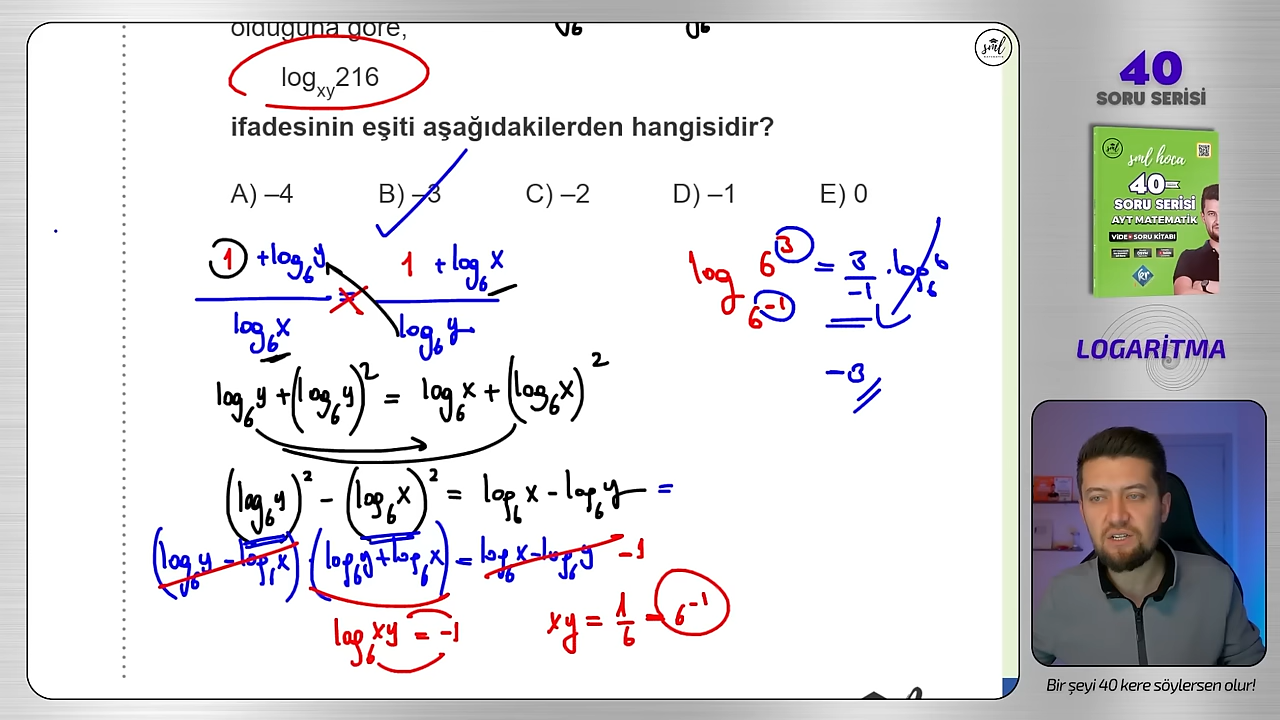 olduğuna göre,
log_xy 216
ifadesinin eşiti aşağıdakilerden hangisidir?
A) –4 B) –3 C) –2 D) –1 E) 0
(1 + log_6 y) / (log_6 x) = (1 + log_6 x) / (log_6 y)
log_{6^-1} 6^3 = 3/-1 . log_6 6
-3
log_6 y + (log_6 y)^2 = log_6 x + (log_6 x)^2
(log_6 y)^2 - (log_6 x)^2 = log_6 x - log_6 y =
(log_6 y - log_6 x) . (log_6 y + log_6 x) = log_6 x - log_6 y -1
log_6 xy = -1
xy = 1/6 = 6^-1
sml
40
SORU SERİSİ
sml hoca
40
SORU SERİSİ
AYT MATEMATİK
VİDEO SORU KİTABI
KRT
LOGARİTMA
Bir şeyi 40 kere söylersen olur!